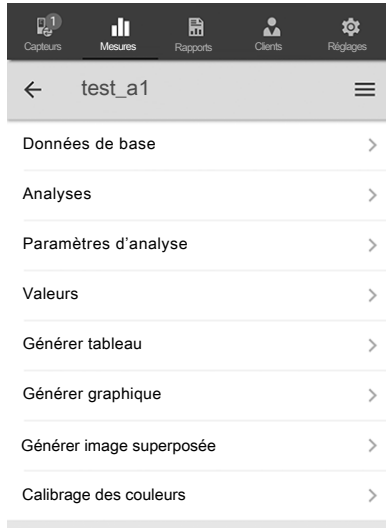 1
Capteurs Mesures Rapports Clients Réglages
test_a1
Données de base
Analyses
Paramètres d’analyse
Valeurs
Générer tableau
Générer graphique
Générer image superposée
Calibrage des couleurs